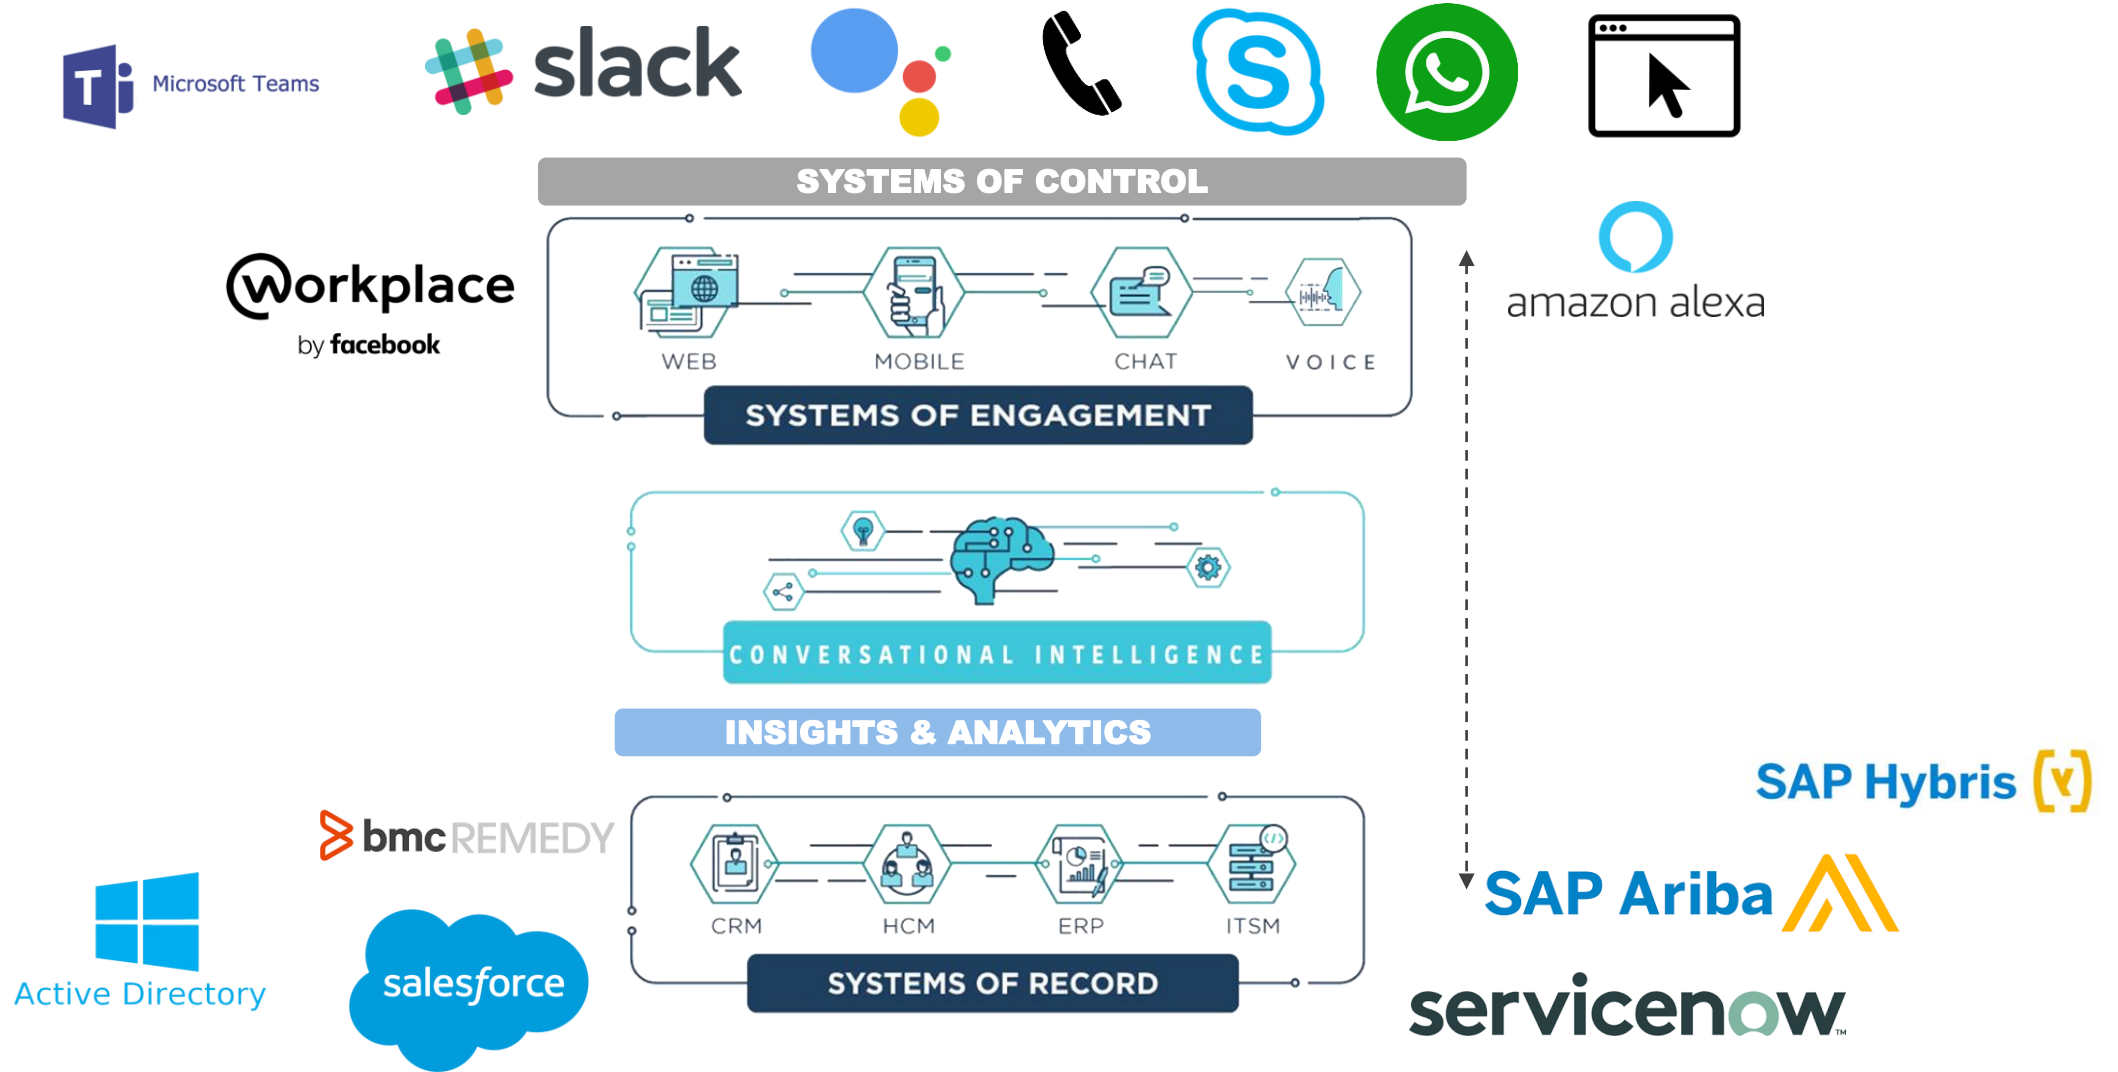 Microsoft Teams
slack
SYSTEMS OF CONTROL
workplace
by facebook
WEB
MOBILE
CHAT
VOICE
amazon alexa
SYSTEMS OF ENGAGEMENT
CONVERSATIONAL INTELLIGENCE
INSIGHTS & ANALYTICS
SAP Hybris (Y)
bmc REMEDY
CRM
HCM
ERP
ITSM
SAP Ariba
Active Directory
salesforce
SYSTEMS OF RECORD
servicenow™